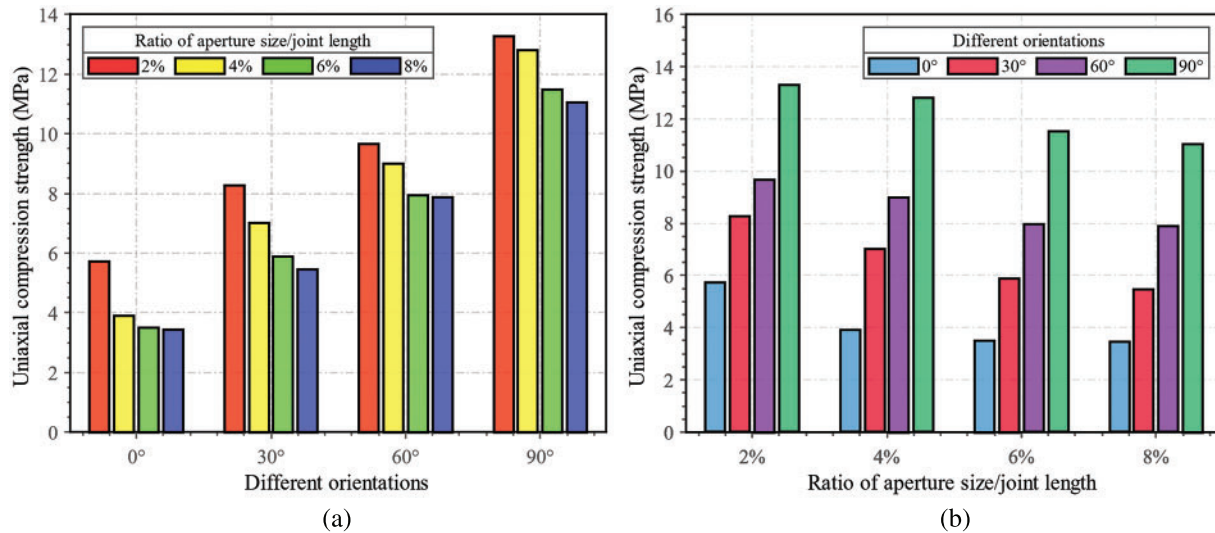 14
12
10
8
6
4
2
0
Uniaxial compression strength (MPa)
Ratio of aperture size/joint length
2% 4% 6% 8%
0° 30° 60° 90°
Different orientations
(a)
16
14
12
10
8
6
4
2
0
Uniaxial compression strength (MPa)
Different orientations
0° 30° 60° 90°
2% 4% 6% 8%
Ratio of aperture size/joint length
(b)